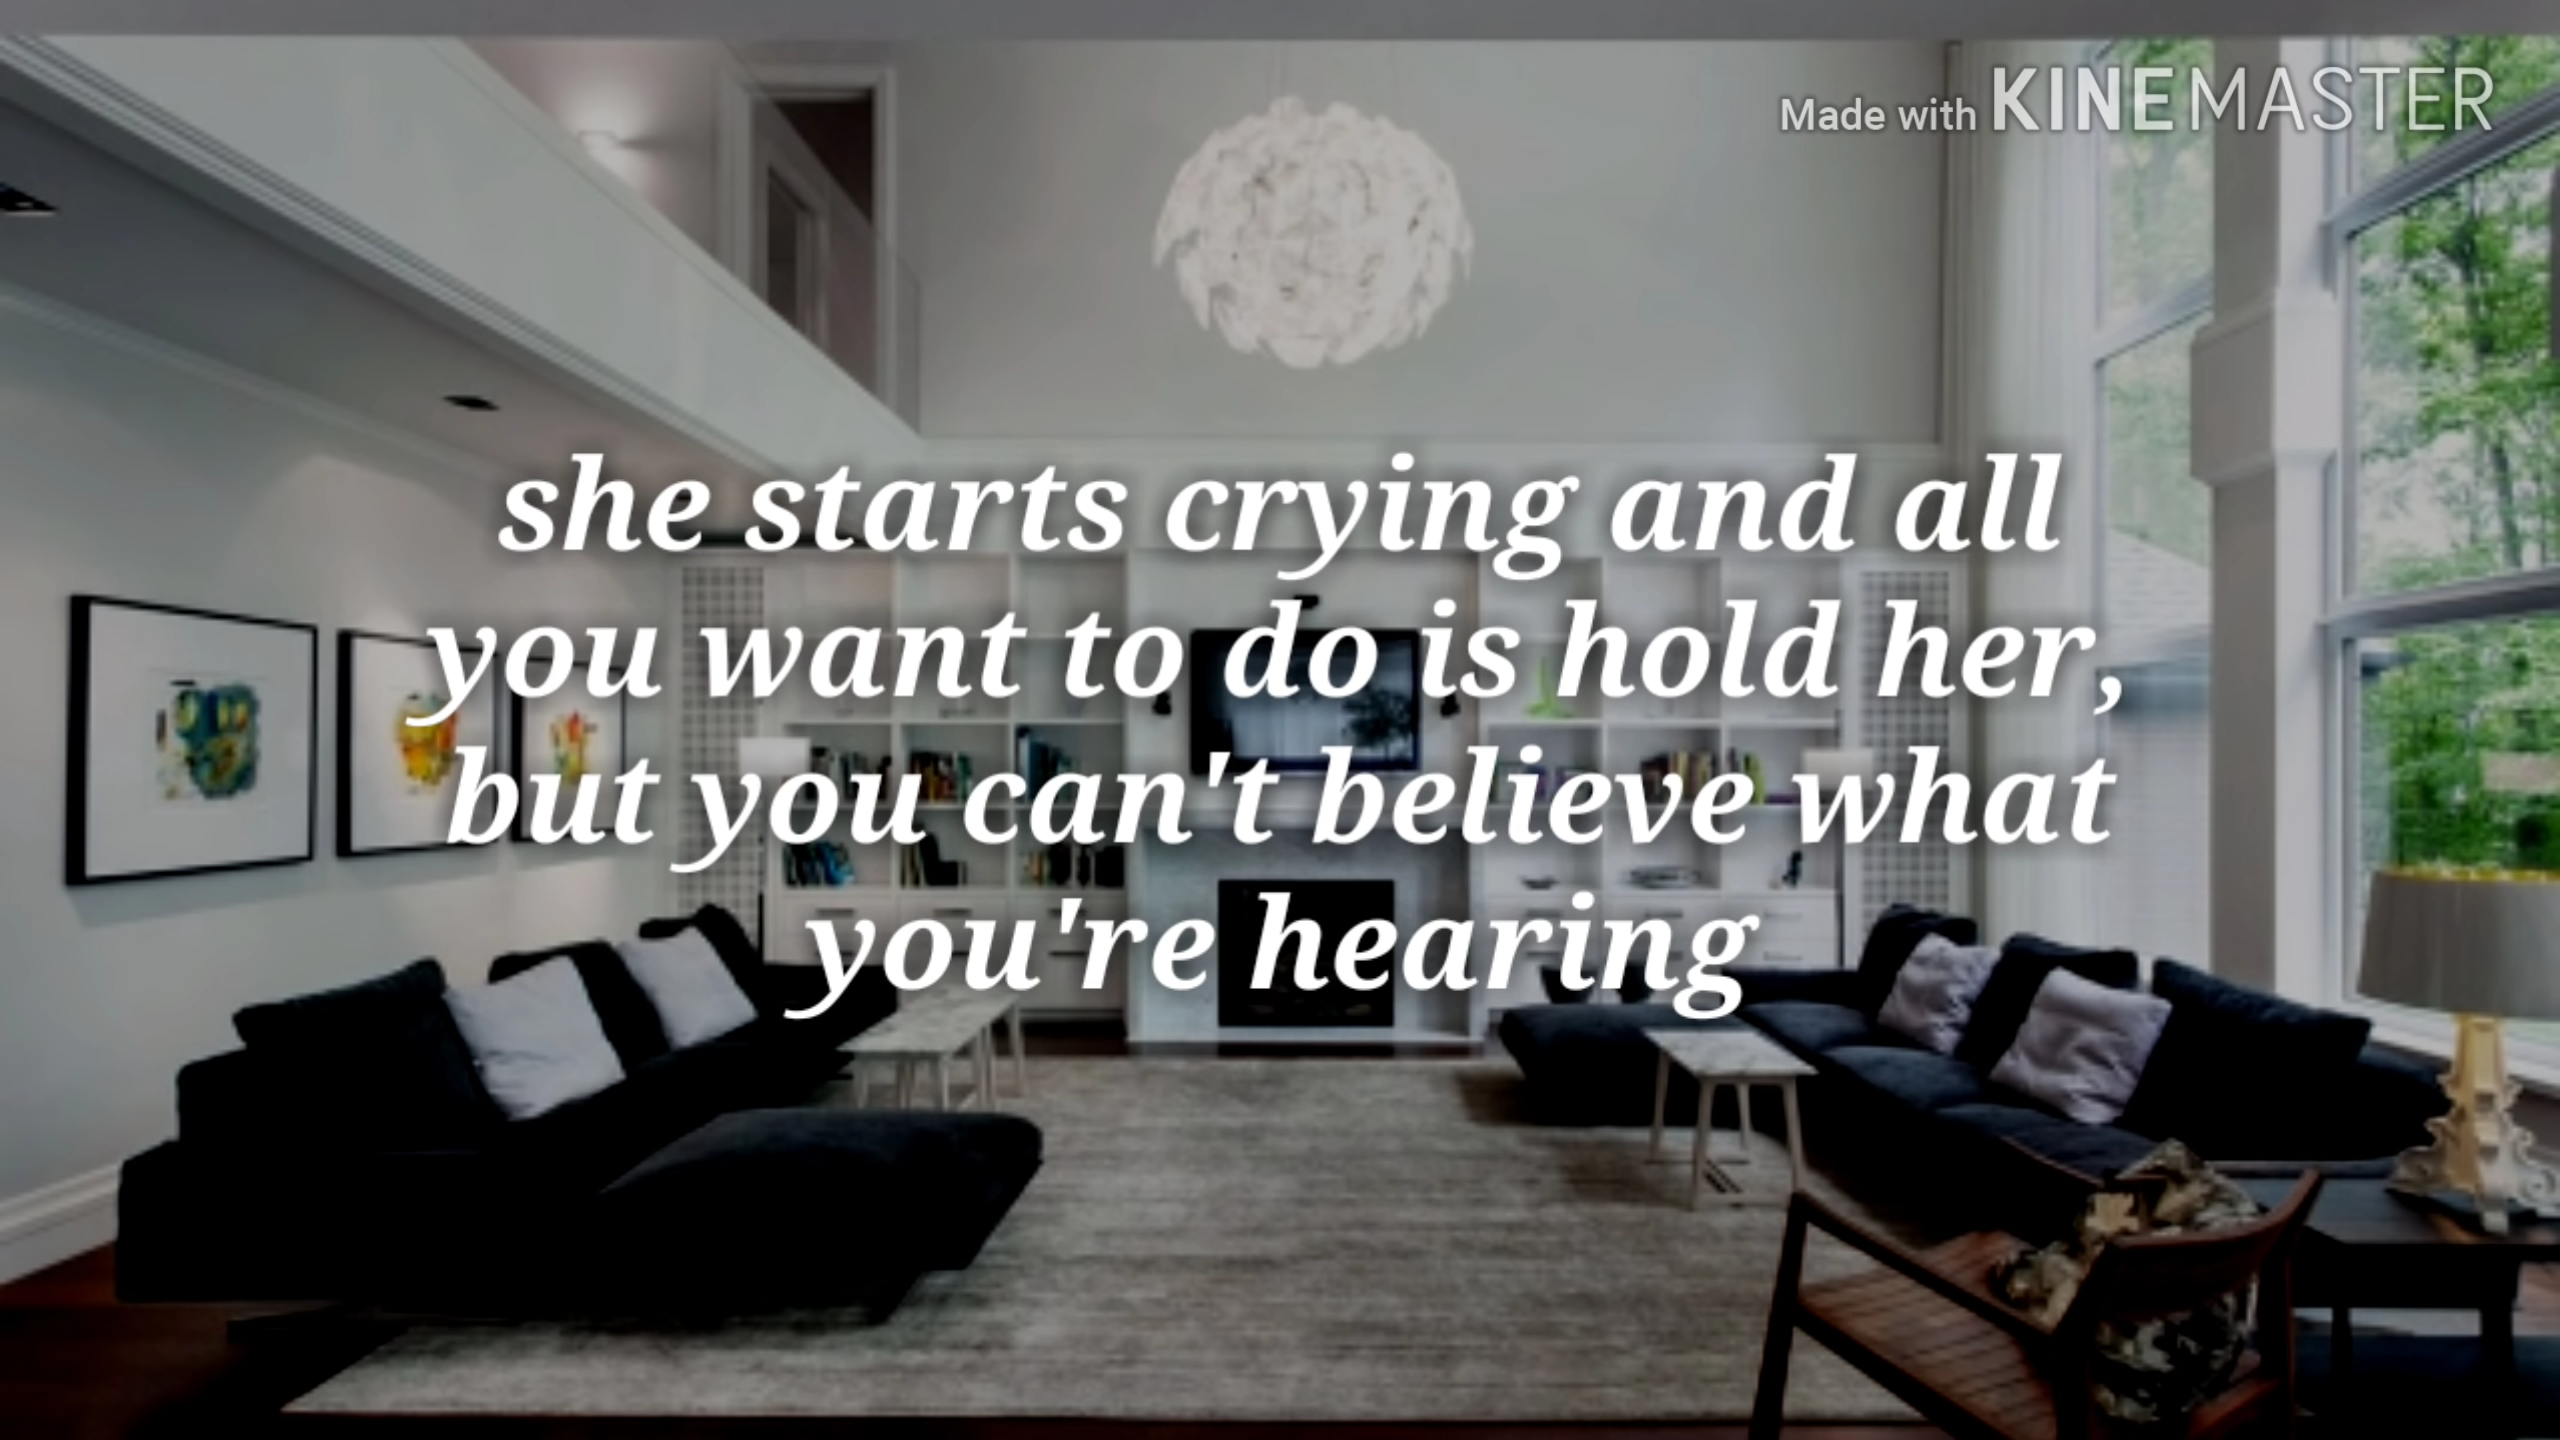 Made with KINEMASTER
she starts crying and all
you want to do is hold her,
but you can't believe what
you're hearing